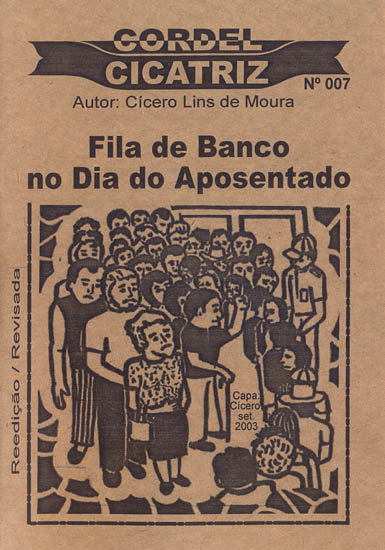 CORDEL
CICATRIZ
Nº 007
Autor: Cícero Lins de Moura
Fila de Banco
no Dia do Aposentado
Reedição / Revisada
Capa:
Cícero
set.
2003